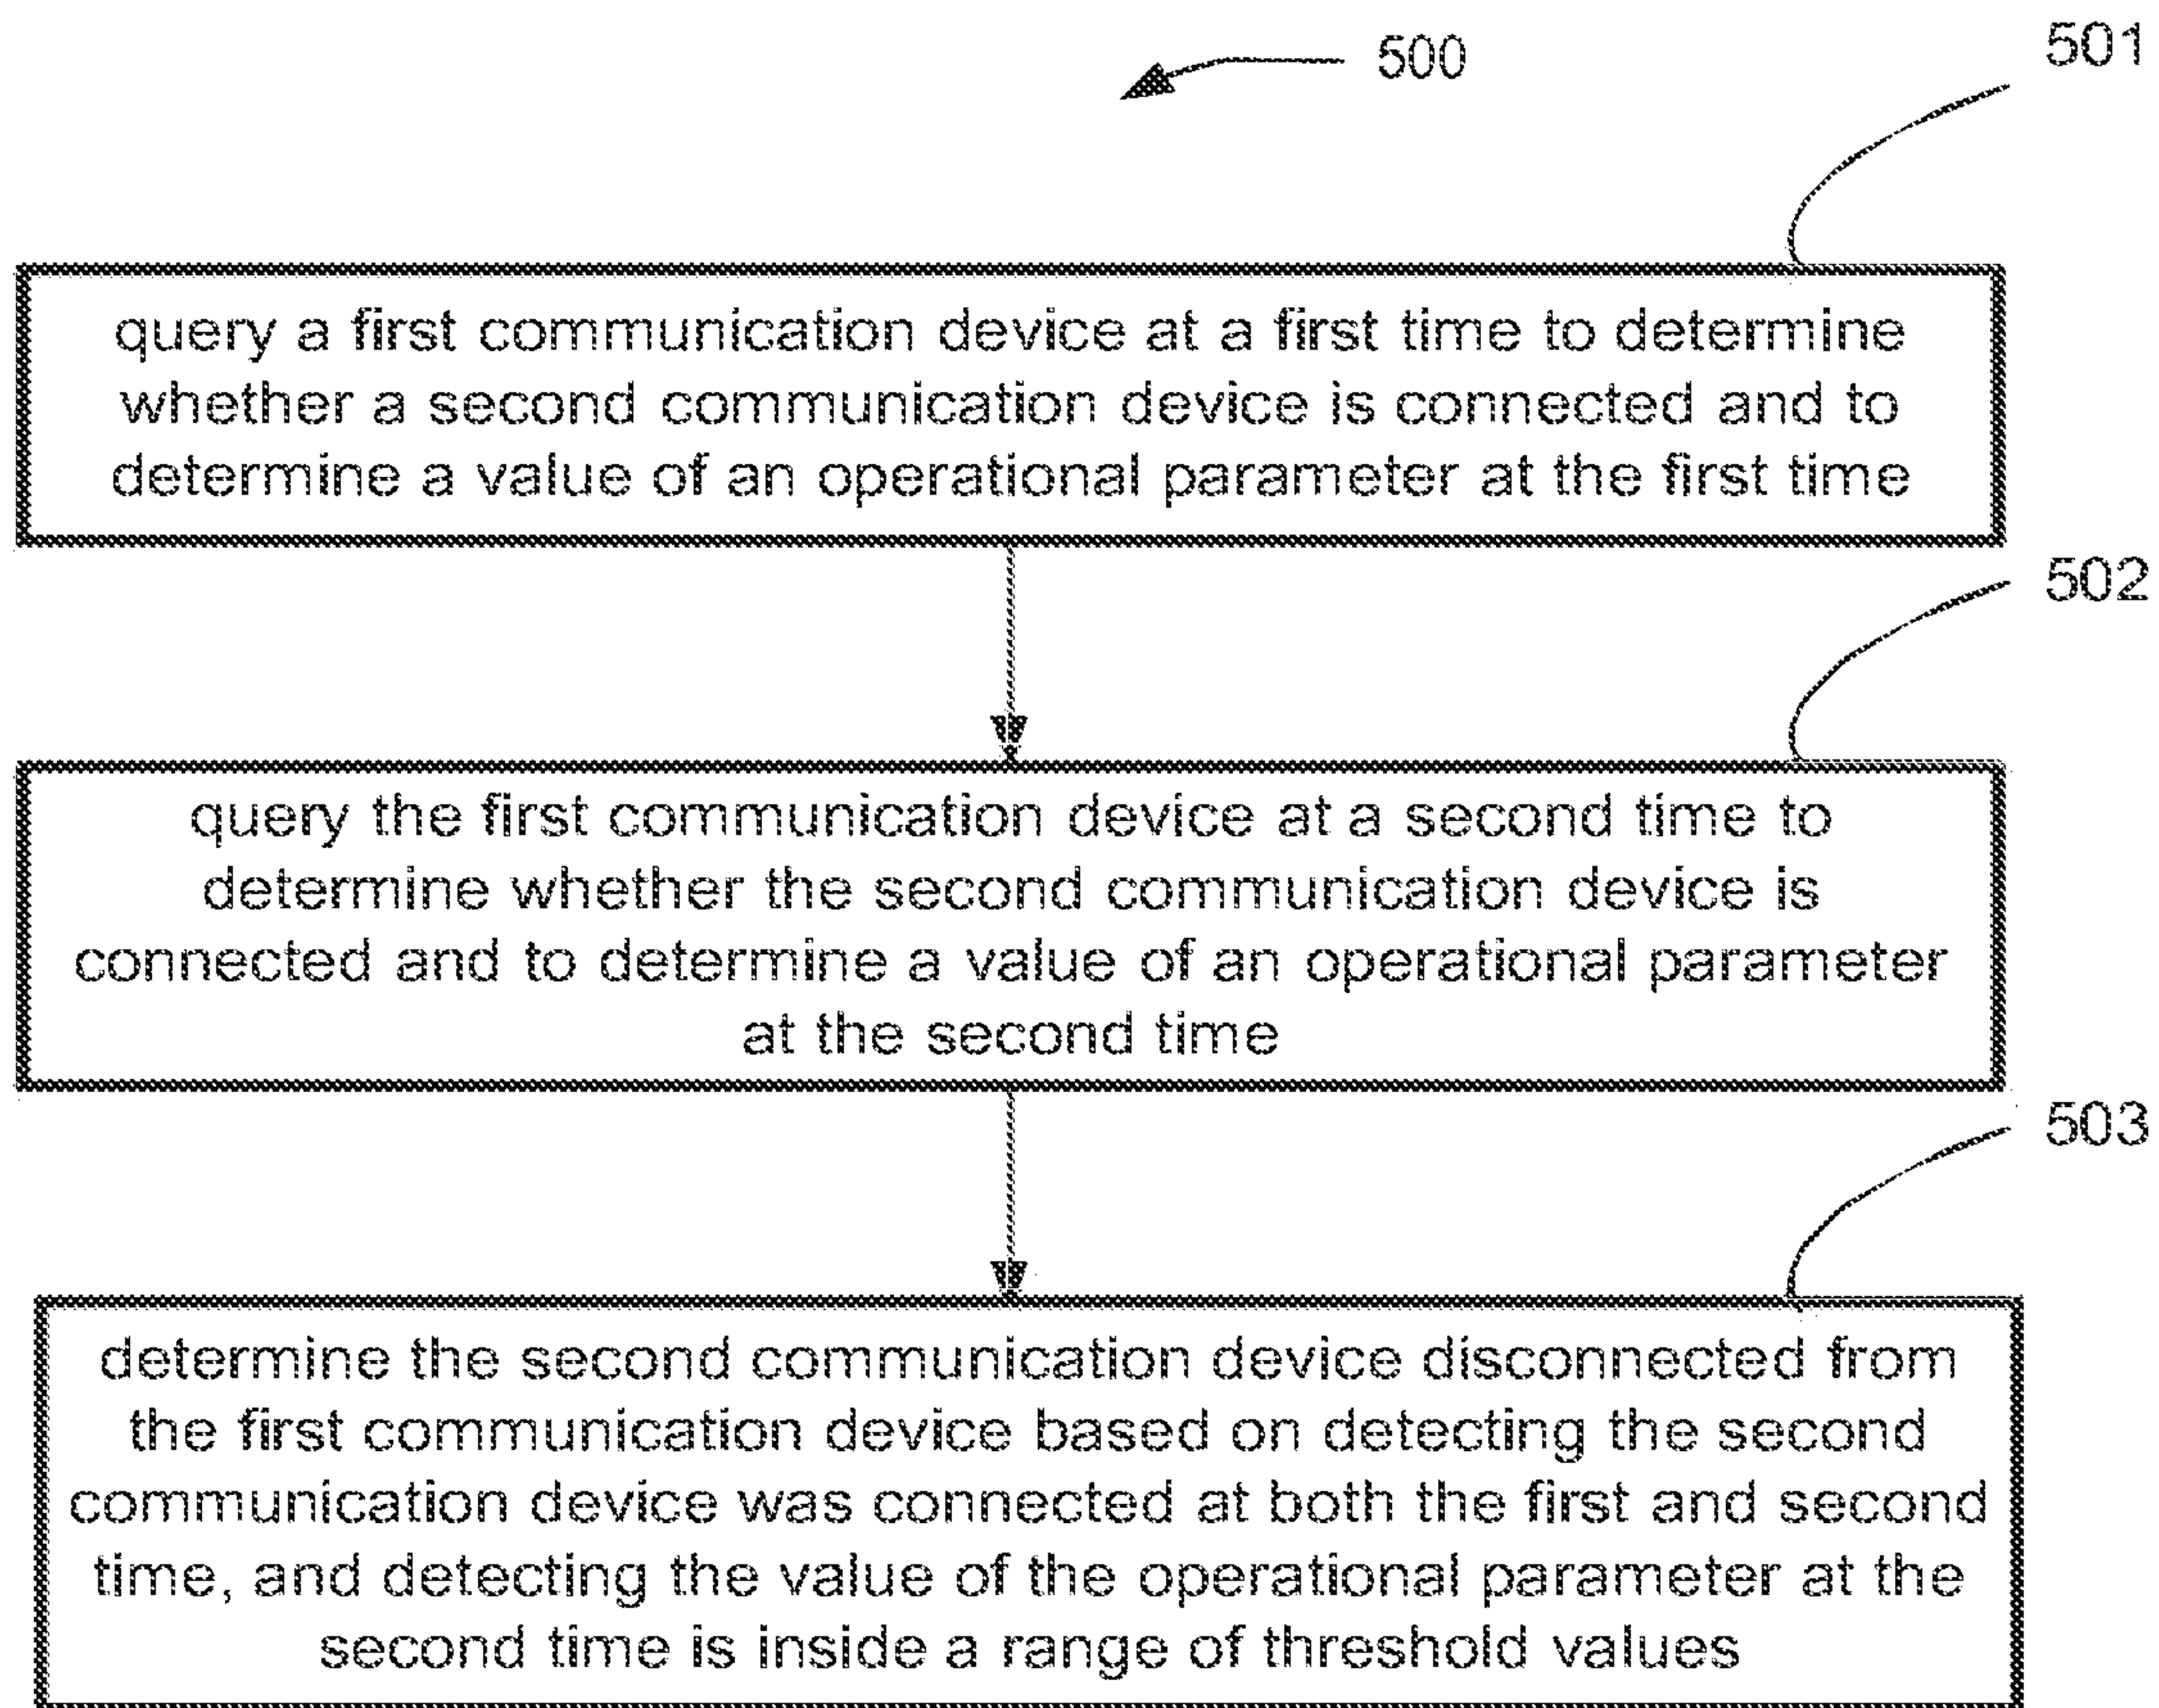 500
501
query a first communication device at a first time to determine
whether a second communication device is connected and to
determine a value of an operational parameter at the first time
502
query the first communication device at a second time to
determine whether the second communication device is
connected and to determine a value of an operational parameter
at the second time
503
determine the second communication device disconnected from
the first communication device based on detecting the second
communication device was connected at both the first and second
time, and detecting the value of the operational parameter at the
second time is inside a range of threshold values